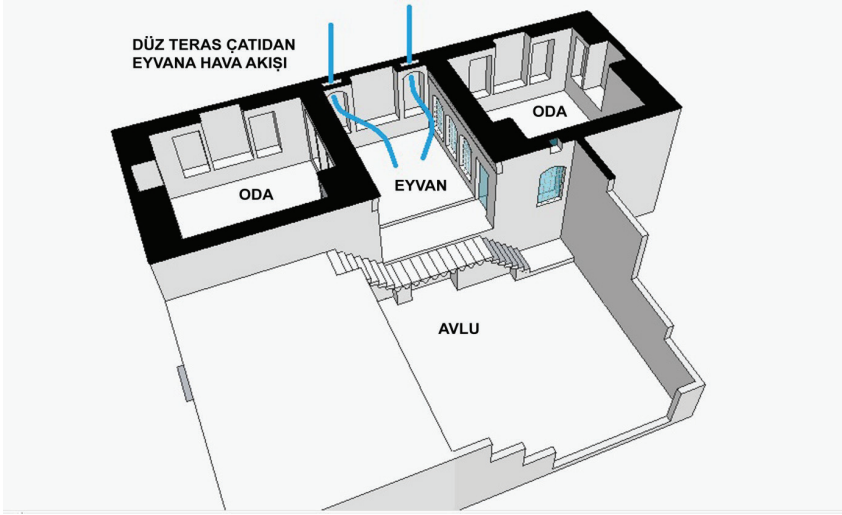 DÜZ TERAS ÇATIDAN
EYVANA HAVA AKIŞI
ODA
ODA
EYVAN
AVLU